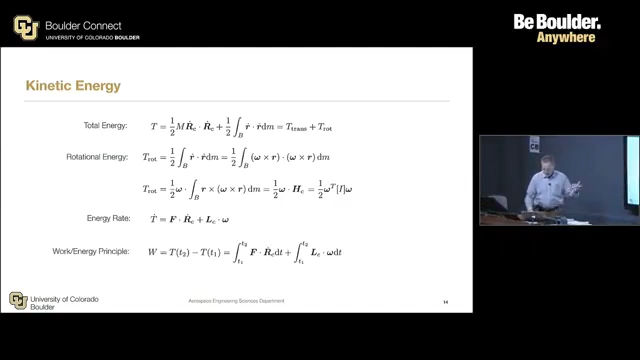 Boulder Connect
UNIVERSITY OF COLORADO BOULDER
Be Boulder.
Anywhere
Kinetic Energy
Total Energy: T = 1/2 MṘ_c · Ṙ_c + 1/2 ∫_B ṙ · ṙ dm = T_trans + T_rot
Rotational Energy: T_rot = 1/2 ∫_B ṙ · ṙ dm = 1/2 ∫_B (ω × r) · (ω × r) dm
T_rot = 1/2 ω · ∫_B r × (ω × r) dm = 1/2 ω · H_c = 1/2 ω^T [I] ω
Energy Rate: Ṫ = F · Ṙ_c + L_c · ω
Work/Energy Principle: W = T(t_2) − T(t_1) = ∫_{t_1}^{t_2} F · Ṙ_c dt + ∫_{t_1}^{t_2} L_c · ω dt
University of Colorado
Boulder
Aerospace Engineering Sciences Department
14